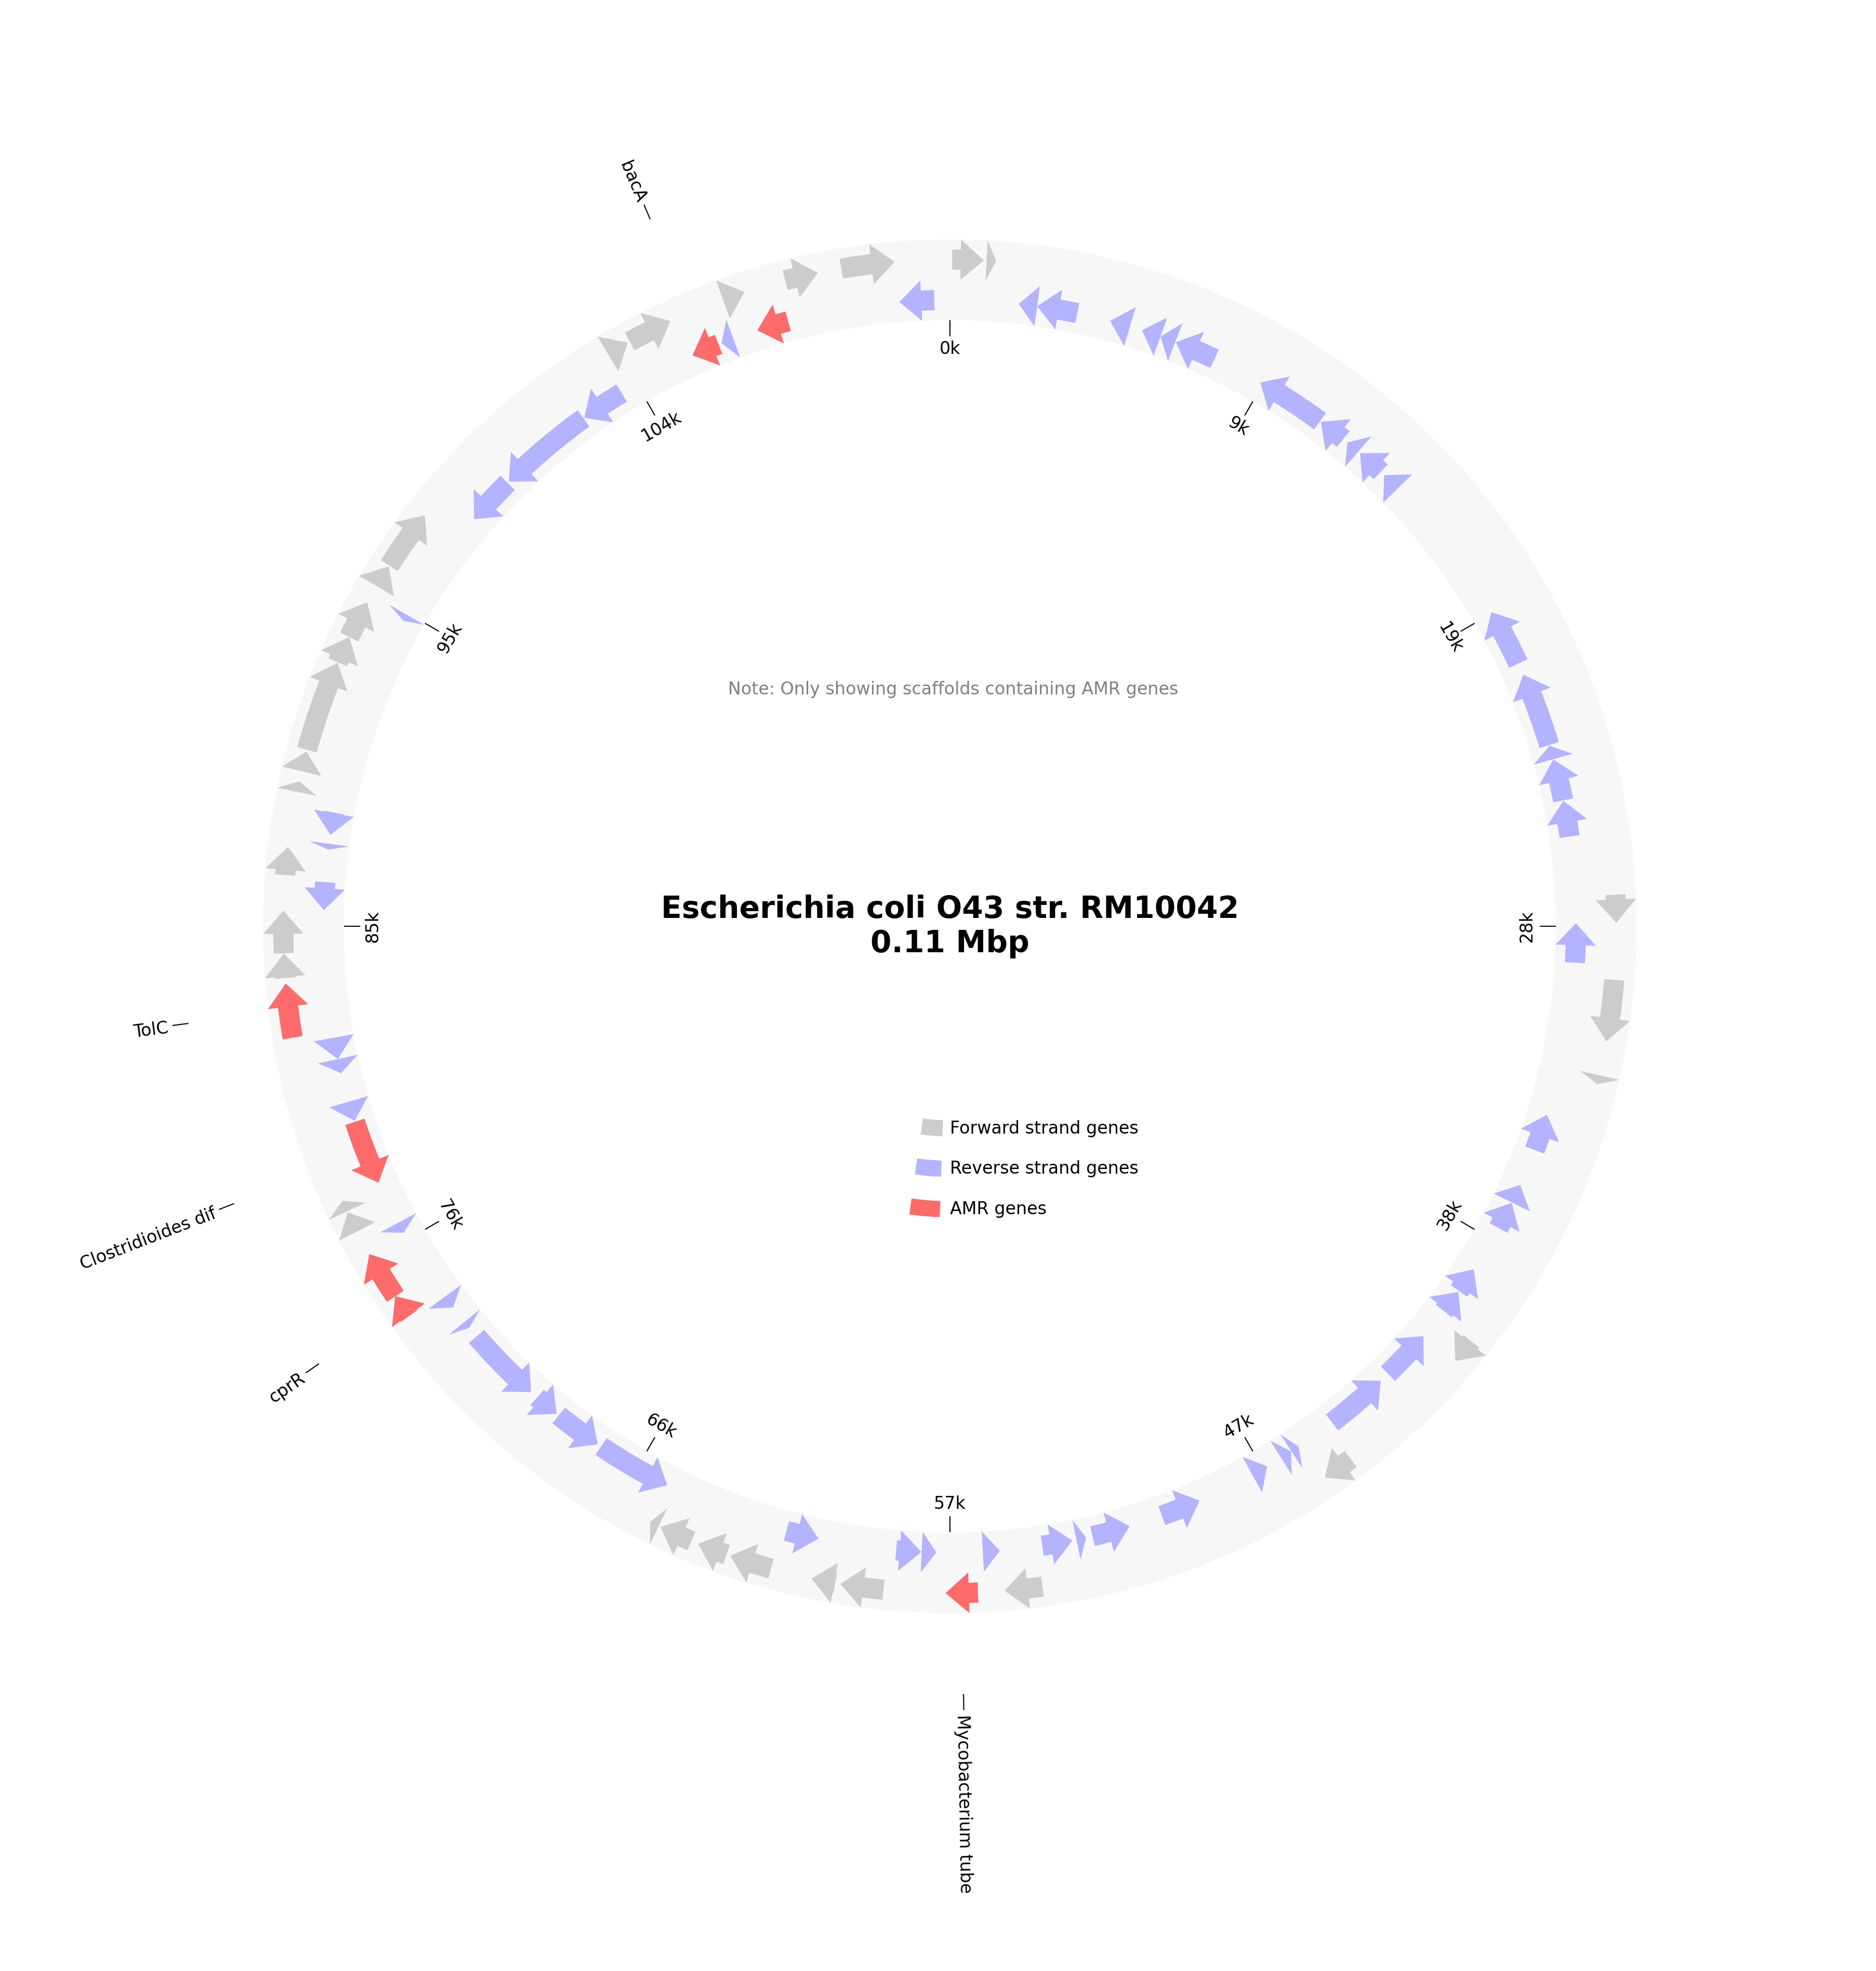 bacA
0k
104k
9k
95k
19k
Note: Only showing scaffolds containing AMR genes
Escherichia coli O43 str. RM10042
0.11 Mbp
85k
28k
TolC
Forward strand genes
Reverse strand genes
AMR genes
Clostridioides dif
76k
38k
cprR
66k
47k
57k
Mycobacterium tube